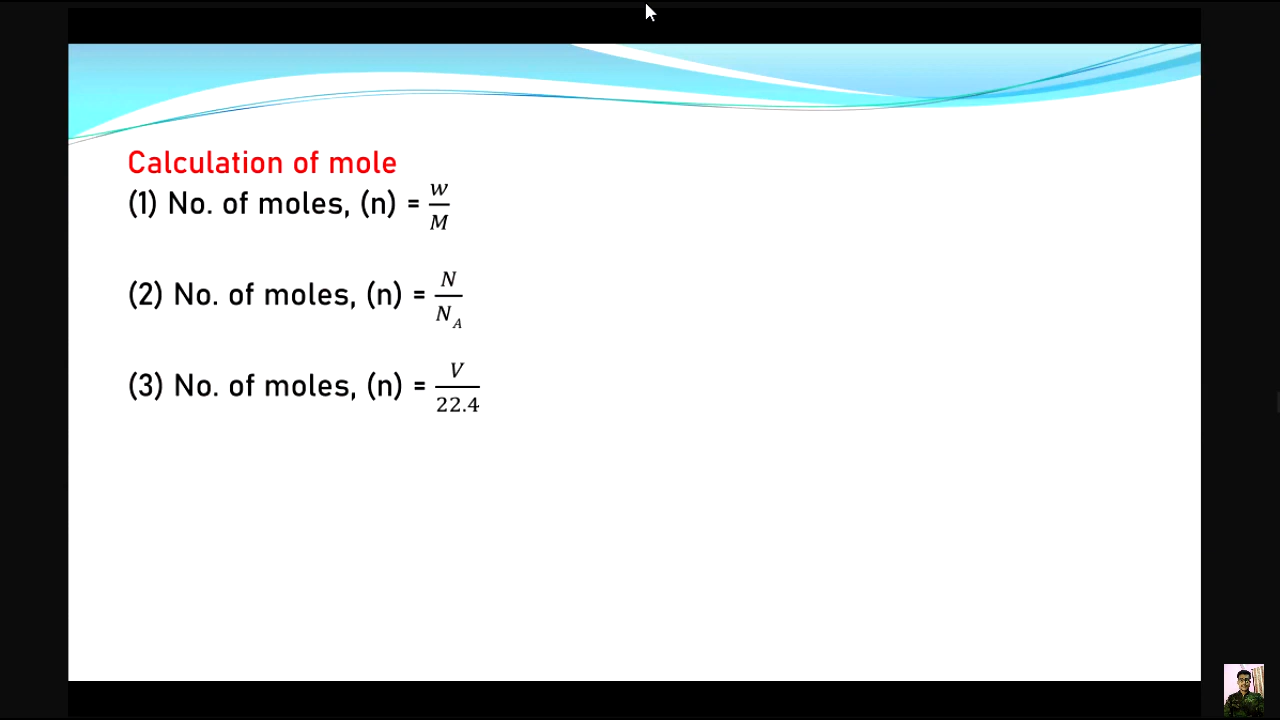 Calculation of mole
(1) No. of moles, (n) = w/M
(2) No. of moles, (n) = N/N_A
(3) No. of moles, (n) = V/22.4